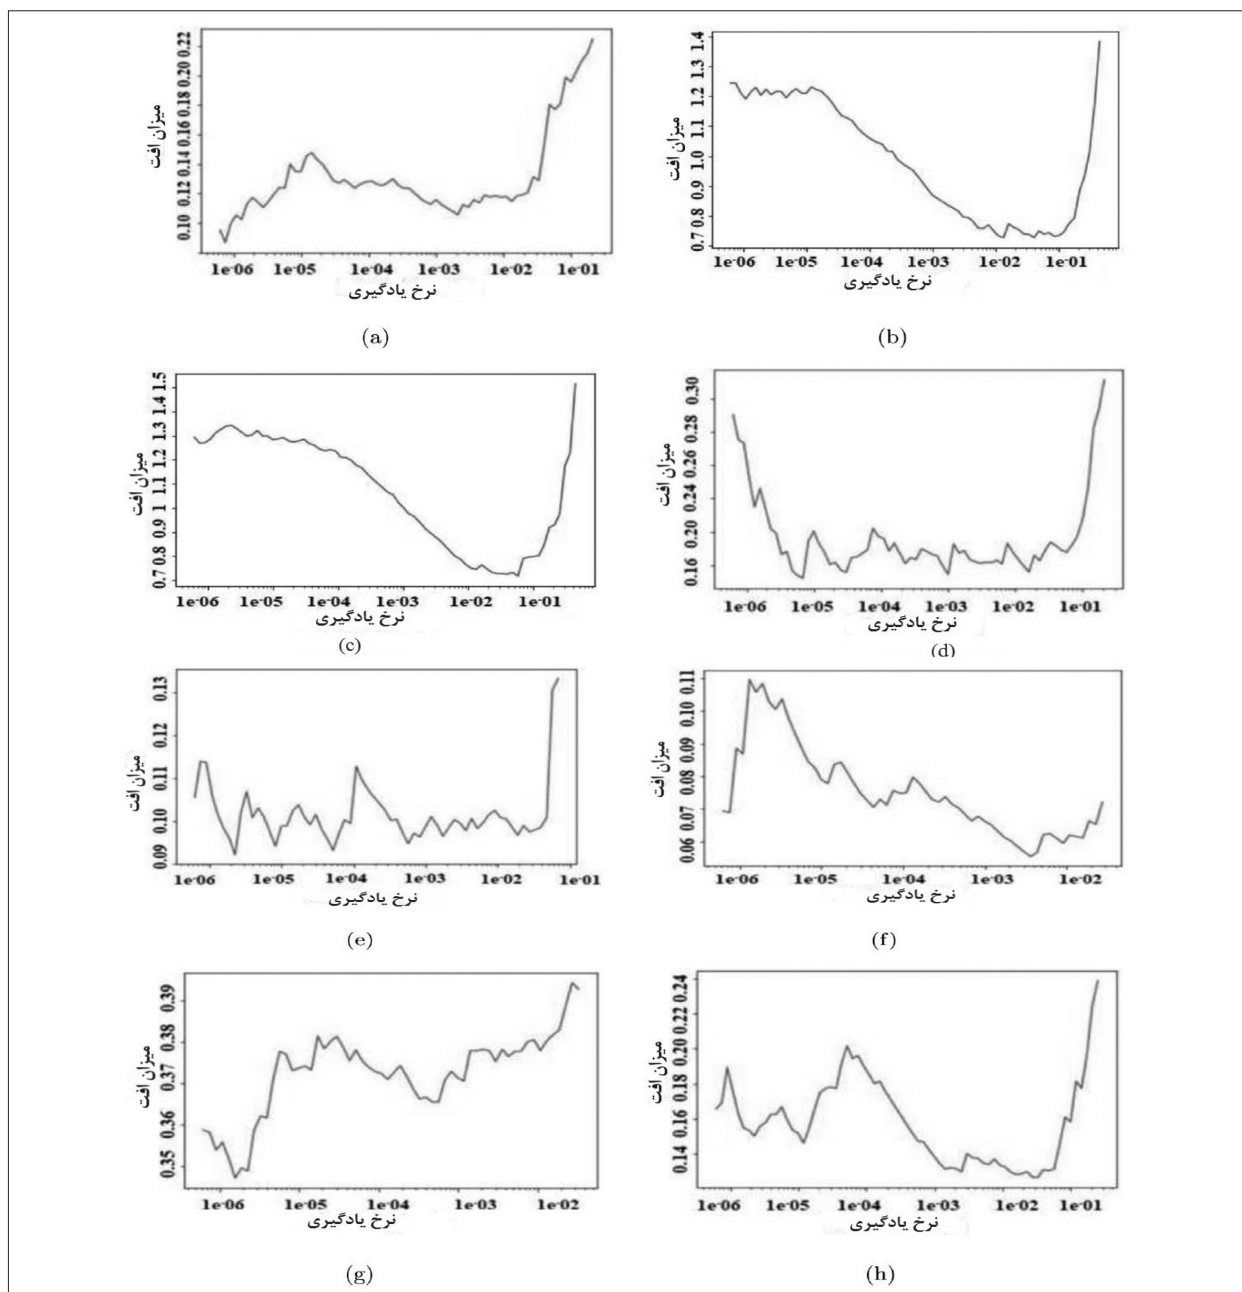 میزان افت
0.22
0.20
0.18
0.16
0.14
0.12
0.10
1e-06 1e-05 1e-04 1e-03 1e-02 1e-01
نرخ یادگیری
(a)
میزان افت
1.4
1.3
1.2
1.1
1.0
0.9
0.8
0.7
1e-06 1e-05 1e-04 1e-03 1e-02 1e-01
نرخ یادگیری
(b)
میزان افت
1.5
1.4
1.3
1.2
1.1
1
0.9
0.8
0.7
1e-06 1e-05 1e-04 1e-03 1e-02 1e-01
نرخ یادگیری
(c)
میزان افت
0.30
0.28
0.26
0.24
0.20
0.16
1e-06 1e-05 1e-04 1e-03 1e-02 1e-01
نرخ یادگیری
(d)
میزان افت
0.13
0.12
0.11
0.10
0.09
1e-06 1e-05 1e-04 1e-03 1e-02 1e-01
نرخ یادگیری
(e)
میزان افت
0.11
0.10
0.09
0.08
0.07
0.06
1e-06 1e-05 1e-04 1e-03 1e-02
نرخ یادگیری
(f)
میزان افت
0.39
0.38
0.37
0.36
0.35
1e-06 1e-05 1e-04 1e-03 1e-02
نرخ یادگیری
(g)
میزان افت
0.24
0.22
0.20
0.18
0.16
0.14
1e-06 1e-05 1e-04 1e-03 1e-02 1e-01
نرخ یادگیری
(h)